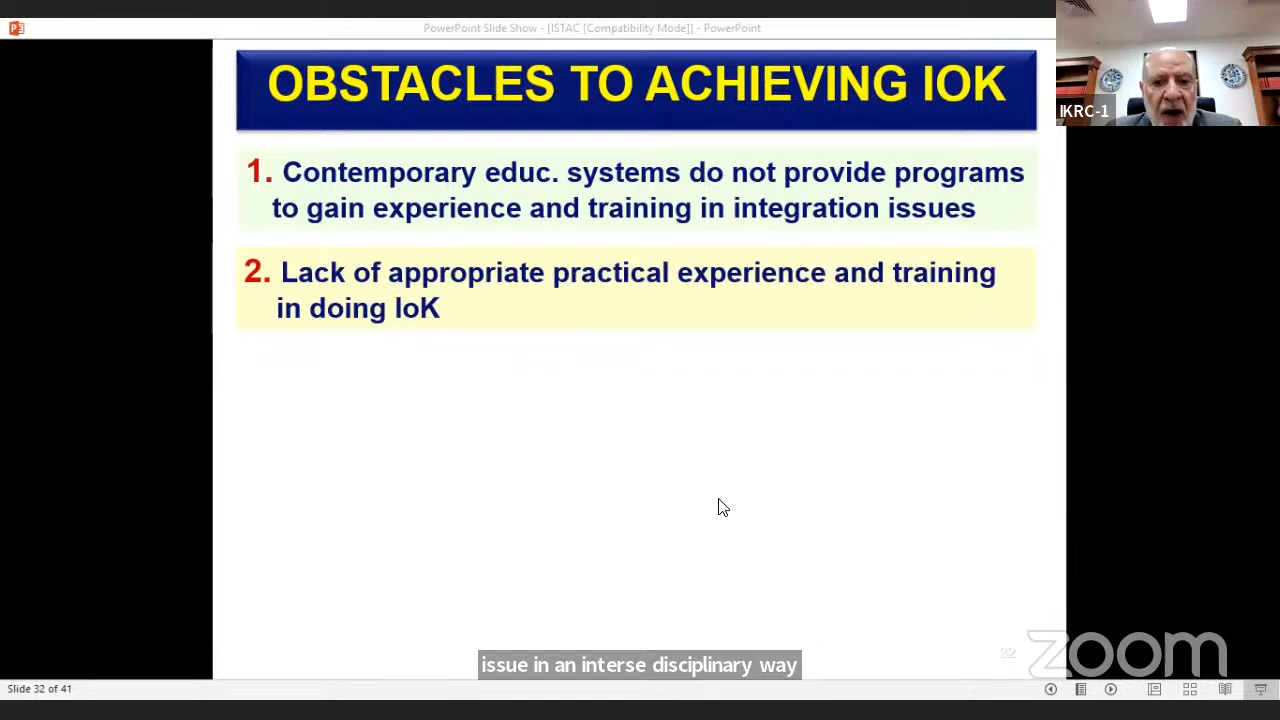 PowerPoint Slide Show - [ISTAC [Compatibility Mode]] - PowerPoint
OBSTACLES TO ACHIEVING IOK
IKRC-1
1. Contemporary educ. systems do not provide programs
to gain experience and training in integration issues
2. Lack of appropriate practical experience and training
in doing IoK
32
zoom
issue in an interse disciplinary way
Slide 32 of 41